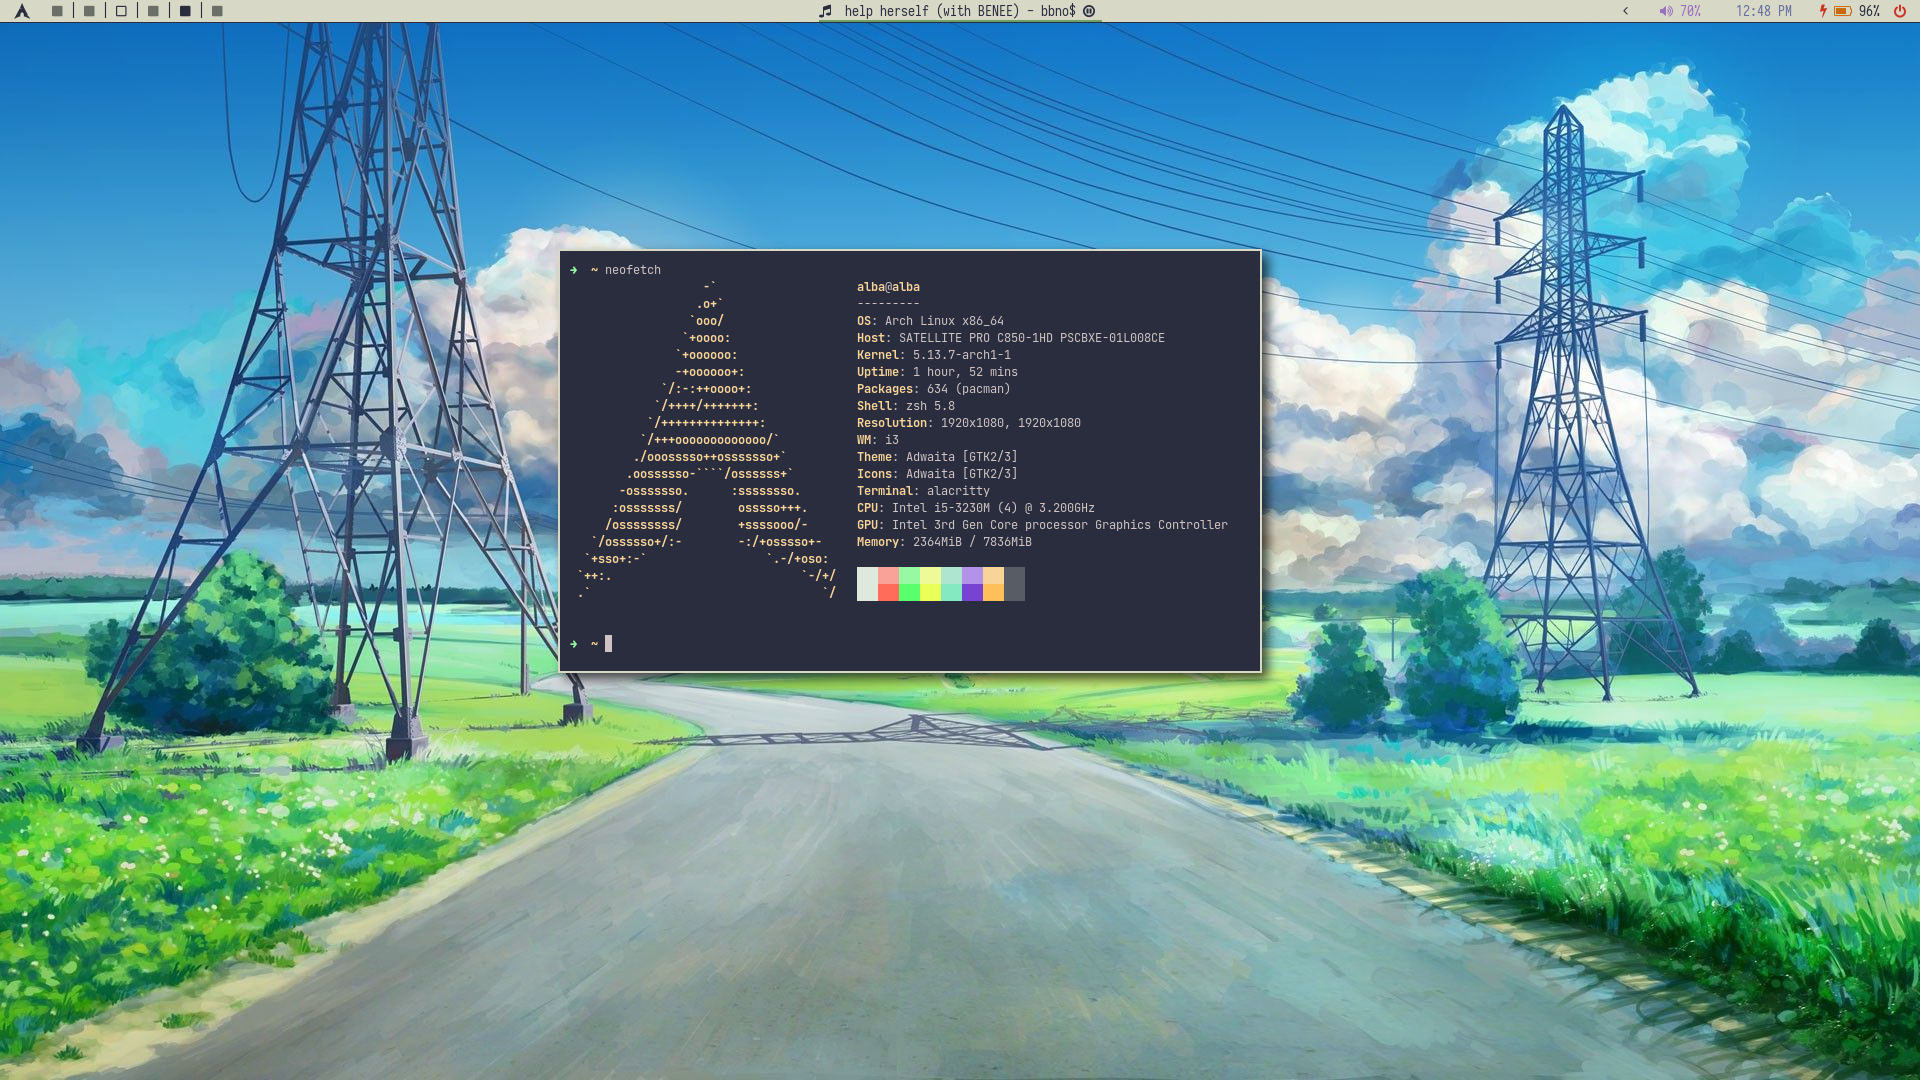 help herself (with BENEE) - bbno$
70%
12:48 PM
96%
→ ~ neofetch
                   -`
                  .o+`
                 `ooo/
                `+oooo:
               `+oooooo:
               -+oooooo+:
             `/:-:++oooo+:
            `/++++/+++++++:
           `/++++++++++++++:
          `/+++ooooooooooooo/`
         ./ooosssso++osssssso+`
        .oossssso-````/ossssss+`
       -osssssso.      :ssssssso.
      :osssssss/        osssso+++.
     /ossssssss/        +ssssooo/-
   `/ossssso+/:-        -:/+osssso+-
  `+sso+:-`                 `.-/+oso:
 `++:.                           `-/+/
 .`                                 `/
alba@alba
---------
OS: Arch Linux x86_64
Host: SATELLITE PRO C850-1HD PSCBXE-01L008CE
Kernel: 5.13.7-arch1-1
Uptime: 1 hour, 52 mins
Packages: 634 (pacman)
Shell: zsh 5.8
Resolution: 1920x1080, 1920x1080
WM: i3
Theme: Adwaita [GTK2/3]
Icons: Adwaita [GTK2/3]
Terminal: alacritty
CPU: Intel i5-3230M (4) @ 3.200GHz
GPU: Intel 3rd Gen Core processor Graphics Controller
Memory: 2364MiB / 7836MiB
→ ~